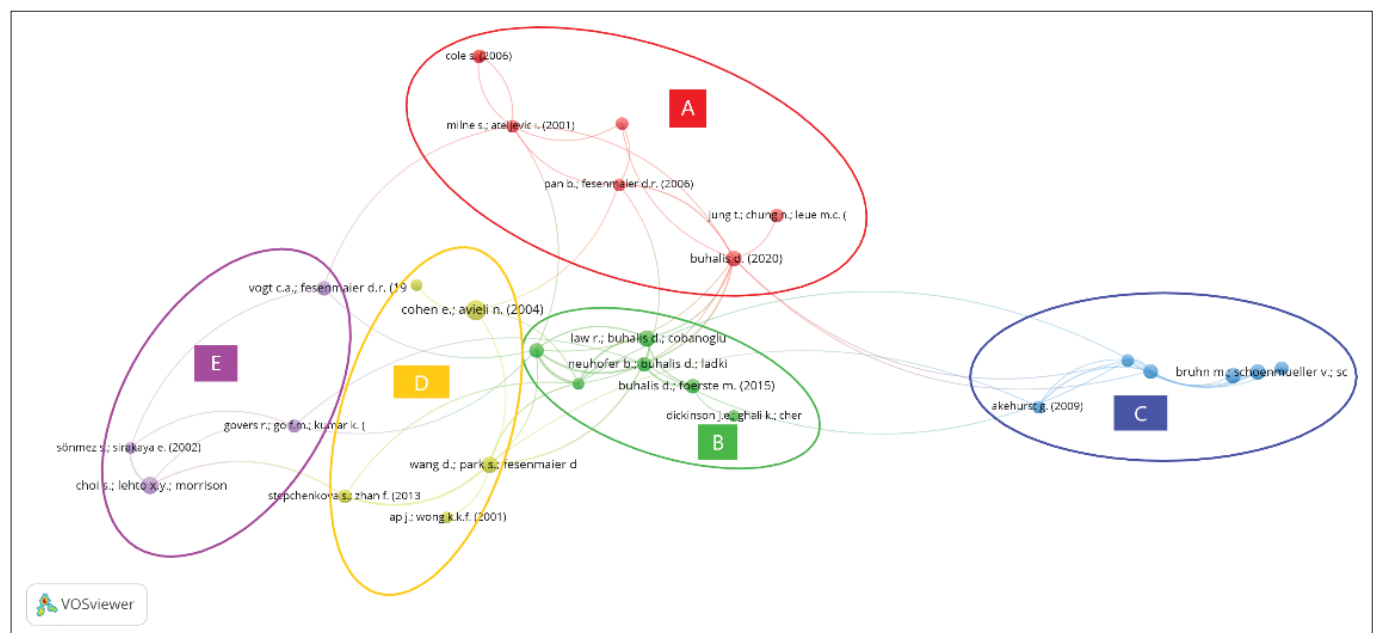 cole s. (2006)
A
milne s.; ateljevic i. (2001)
pan b.; fesenmaier d.r. (2006)
jung t.; chung n.; leue m.c. (
buhalis d. (2020)
vogt c.a.; fesenmaier d.r. (19
cohen e.; avieli n. (2004)
law r.; buhalis d.; cobanoglu
E
neuhofer b.; buhalis d.; ladki
bruhn m.; schoenmueller v.; sc
D
buhalis d.; foerste m. (2015)
akehurst g. (2009)
C
dickinson j.e.; ghali k.; cher
govers r.; go f.m.; kumar k. (
B
sönmez s.; sirakaya e. (2002)
wang d.; park s.; fesenmaier d
choi s.; lehto x.y.; morrison
stepchenkova s.; zhan f. (2013
ap j.; wong k.k.f. (2001)
VOSviewer